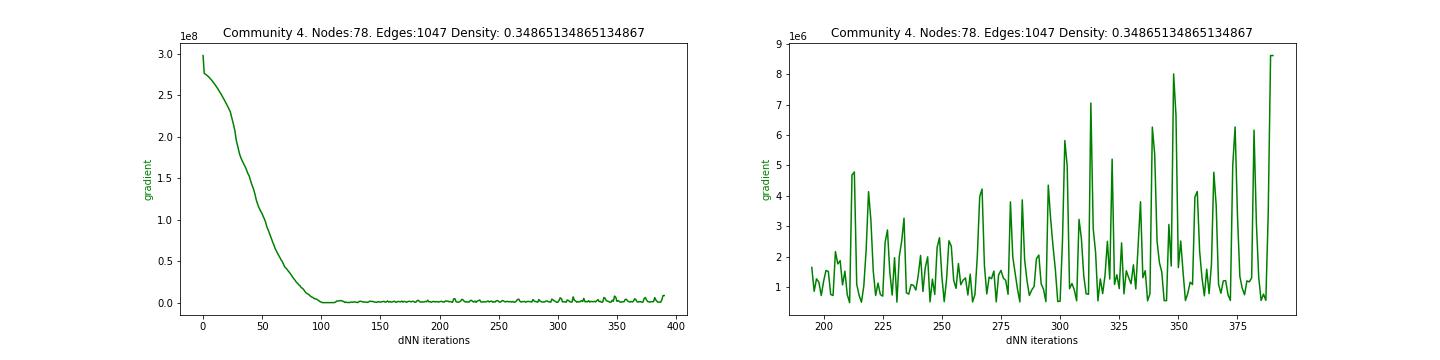 Community 4. Nodes:78. Edges:1047 Density: 0.34865134865134867
1e8
3.0
2.5
2.0
1.5
1.0
0.5
0.0
gradient
0 50 100 150 200 250 300 350 400
dNN iterations
Community 4. Nodes:78. Edges:1047 Density: 0.34865134865134867
1e6
9
8
7
6
5
4
3
2
1
gradient
200 225 250 275 300 325 350 375
dNN iterations